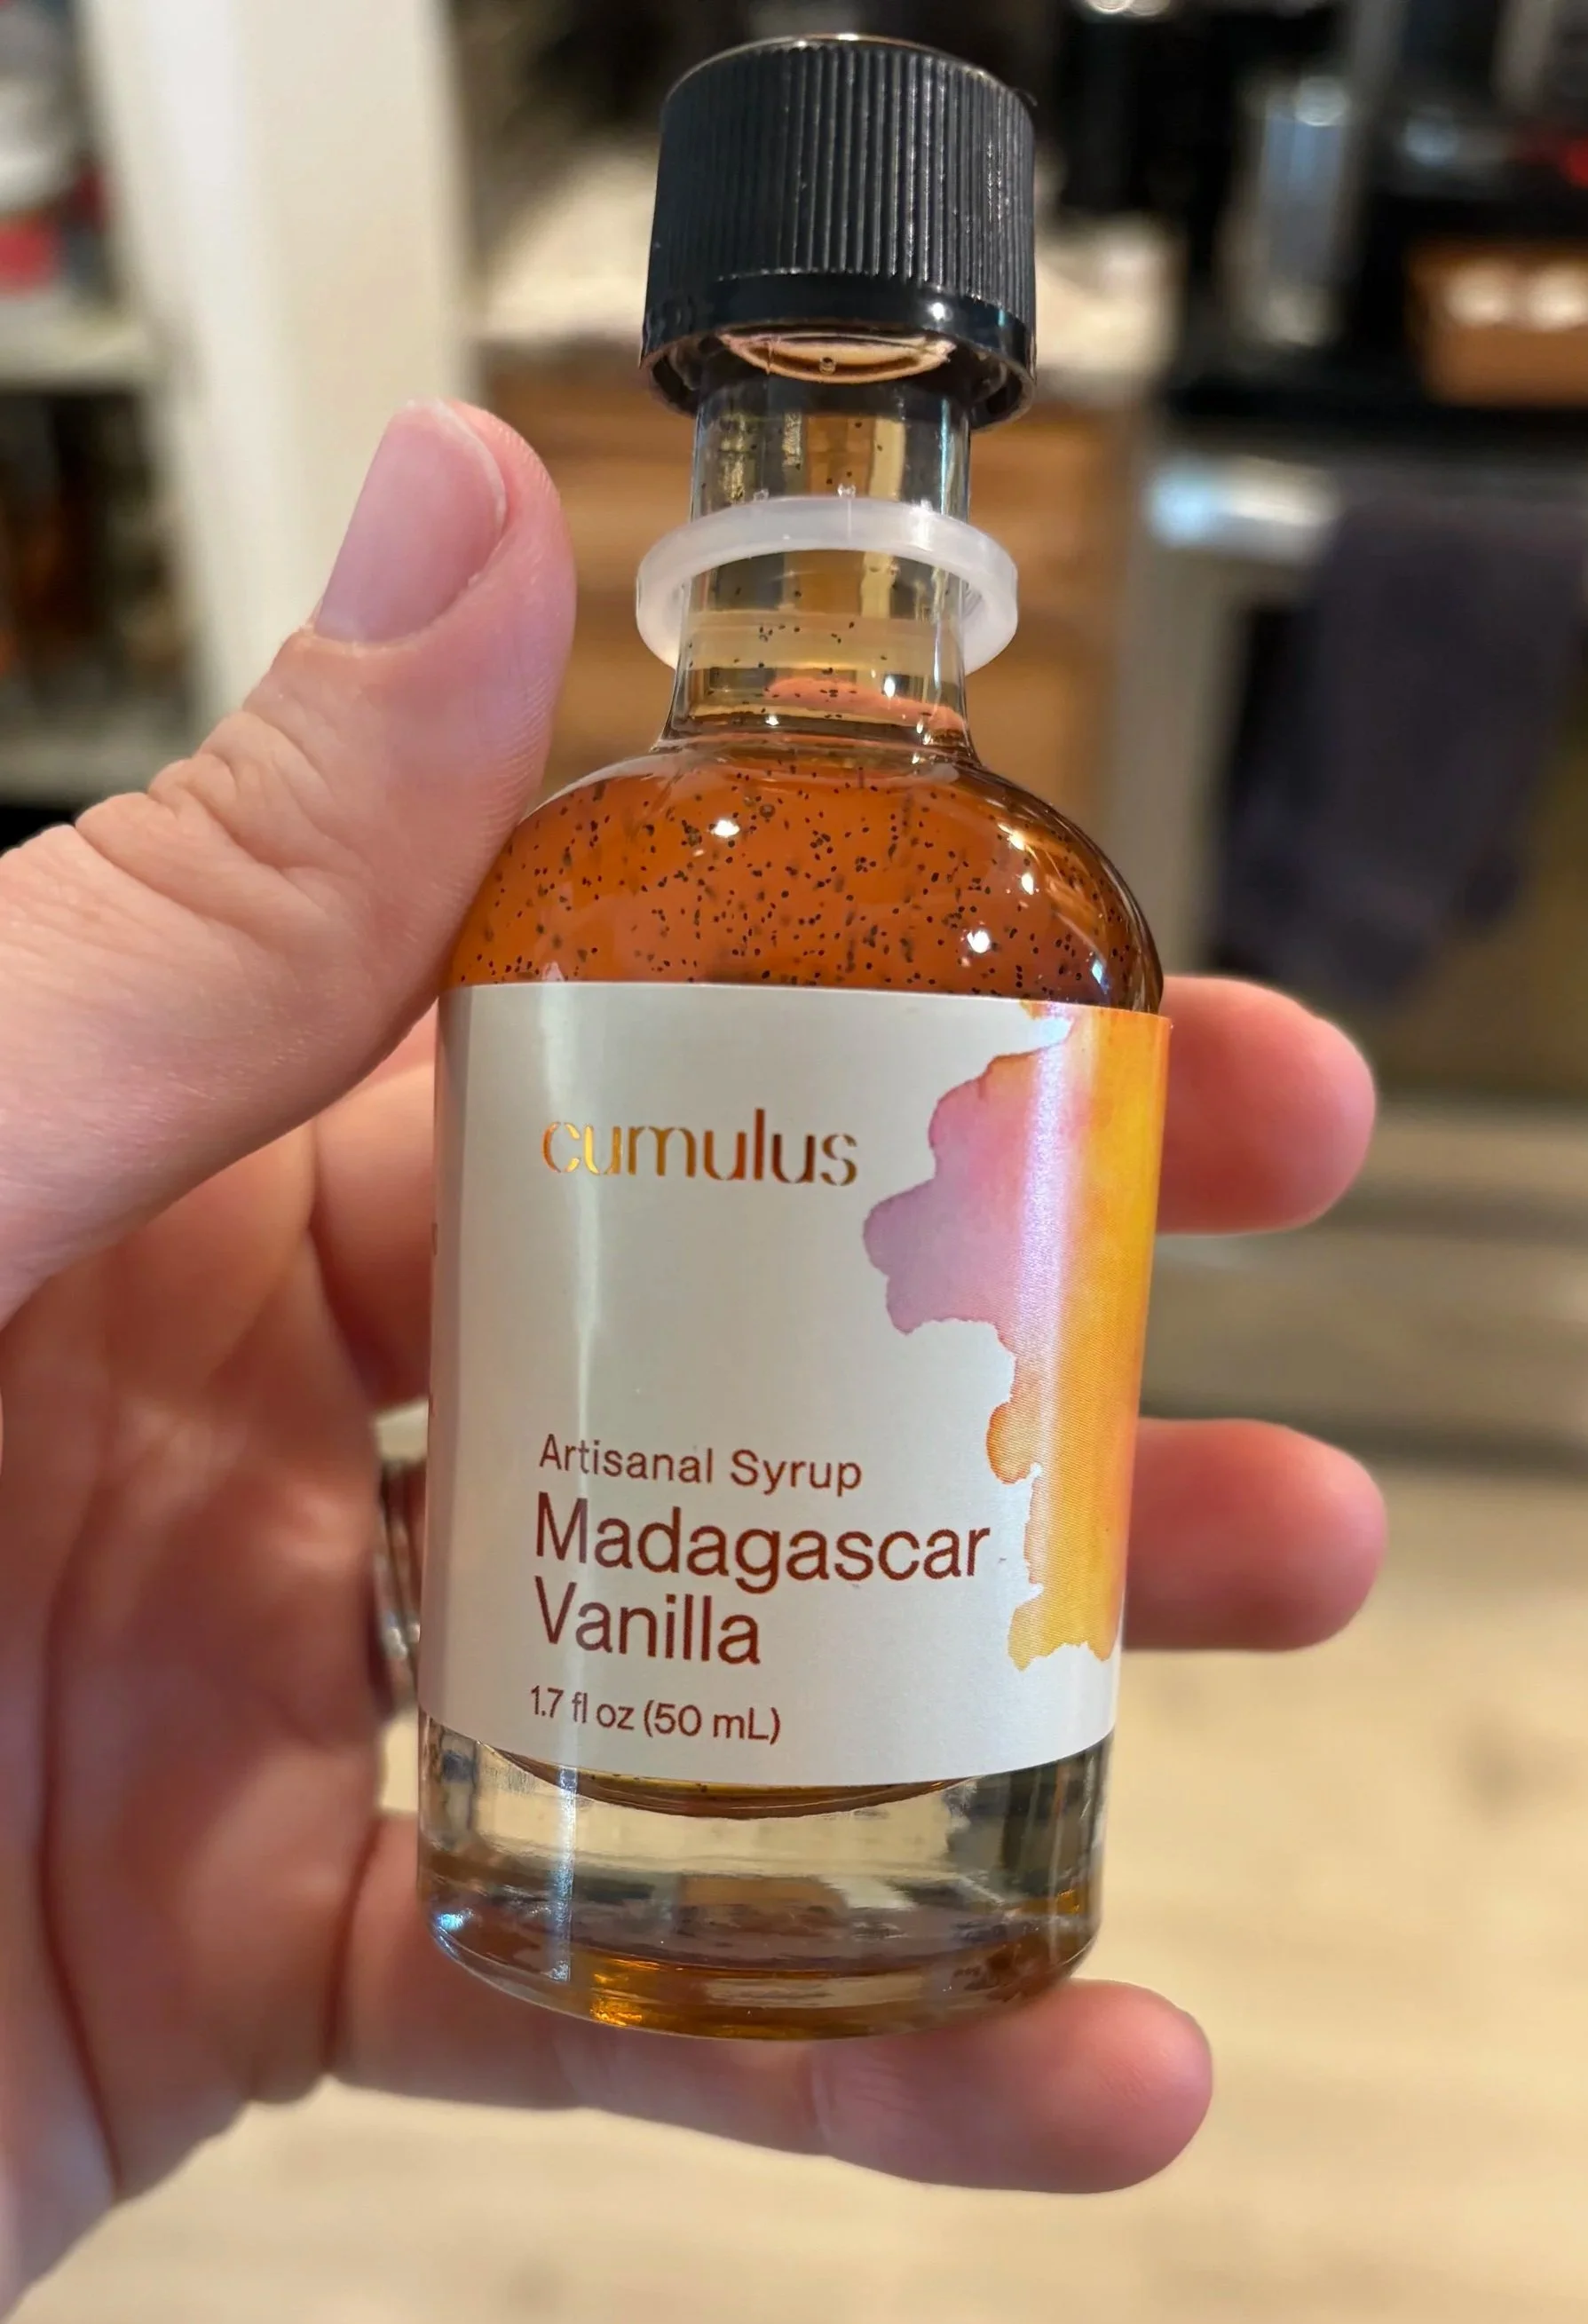 cumulus
Artisanal Syrup
Madagascar
Vanilla
1.7 fl oz (50 mL)